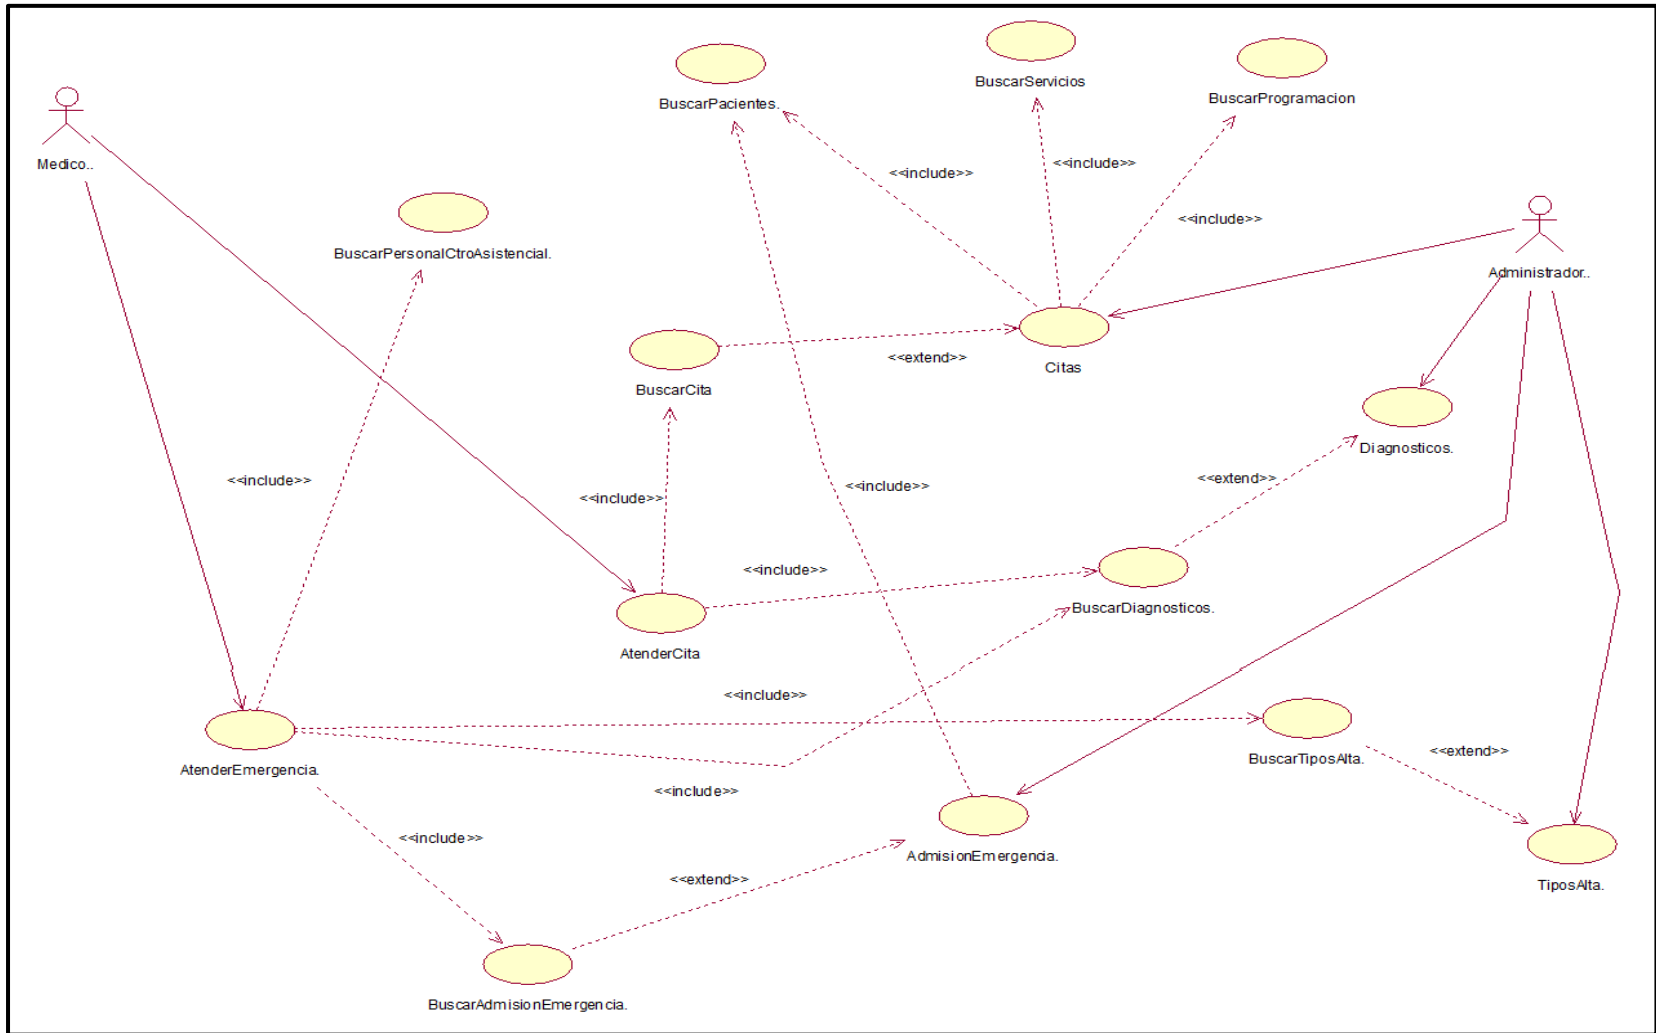 BuscarServicios
BuscarPacientes.
BuscarProgramacion
Medico..
<<include>>
<<include>>
<<include>>
BuscarPersonalCtroAsistencial.
Administrador..
<<extend>>
Citas
BuscarCita
Diagnosticos.
<<include>>
<<include>>
<<include>>
<<extend>>
<<include>>
BuscarDiagnosticos.
AtenderCita
<<include>>
AtenderEmergencia.
BuscarTiposAlta.
<<extend>>
<<include>>
<<include>>
AdmisionEmergencia.
<<extend>>
TiposAlta.
BuscarAdmisionEmergencia.